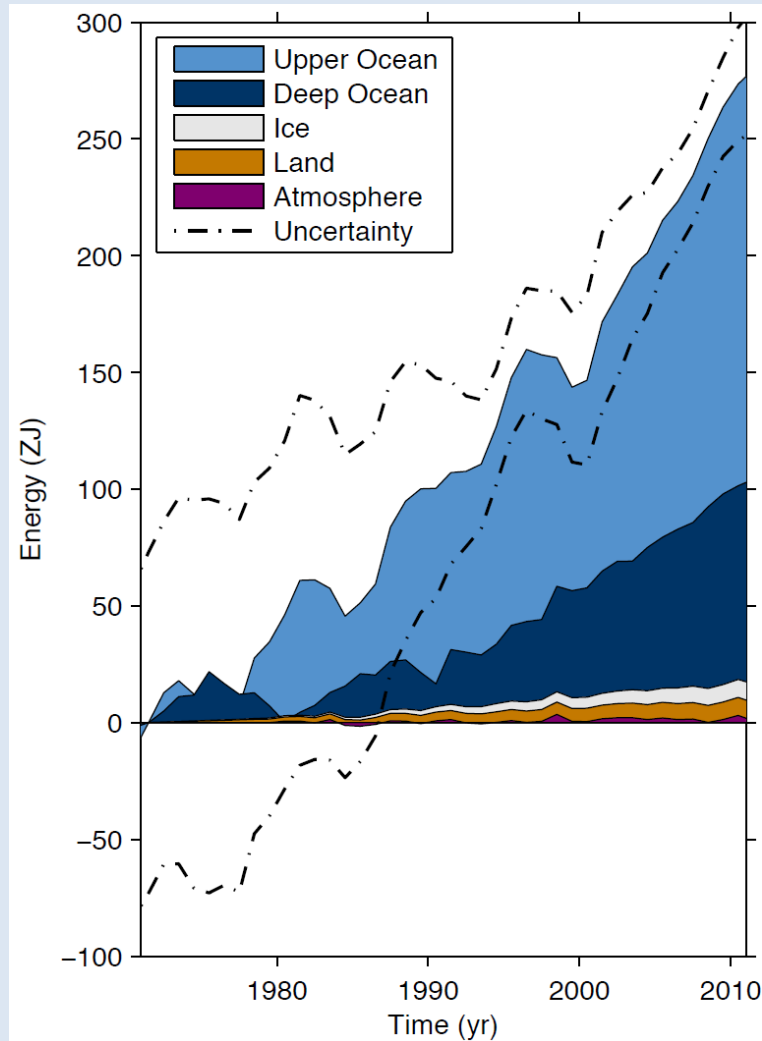 300
250
200
150
100
50
0
−50
−100
Energy (ZJ)
Upper Ocean
Deep Ocean
Ice
Land
Atmosphere
Uncertainty
1980
1990
2000
2010
Time (yr)